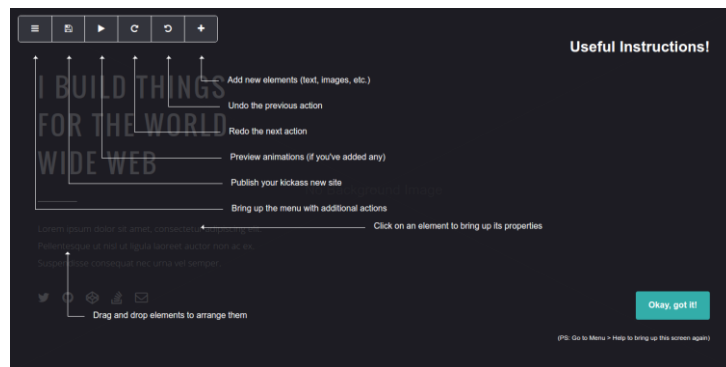 Useful Instructions!
Add new elements (text, images, etc.)
I BUILD THINGS
Undo the previous action
FOR THE WORLD
Redo the next action
WIDE WEB
Preview animations (if you've added any)
Publish your kickass new site
Bring up the menu with additional actions
Click on an element to bring up its properties
Lorem ipsum dolor sit amet, consectetur adipiscing elit.
Pellentesque ut nisi ut ligula laoreet auctor non ac ex.
Suspendisse consequat nec urna vel semper.
Okay, got it!
Drag and drop elements to arrange them
(PS: Go to Menu > Help to bring up this screen again)